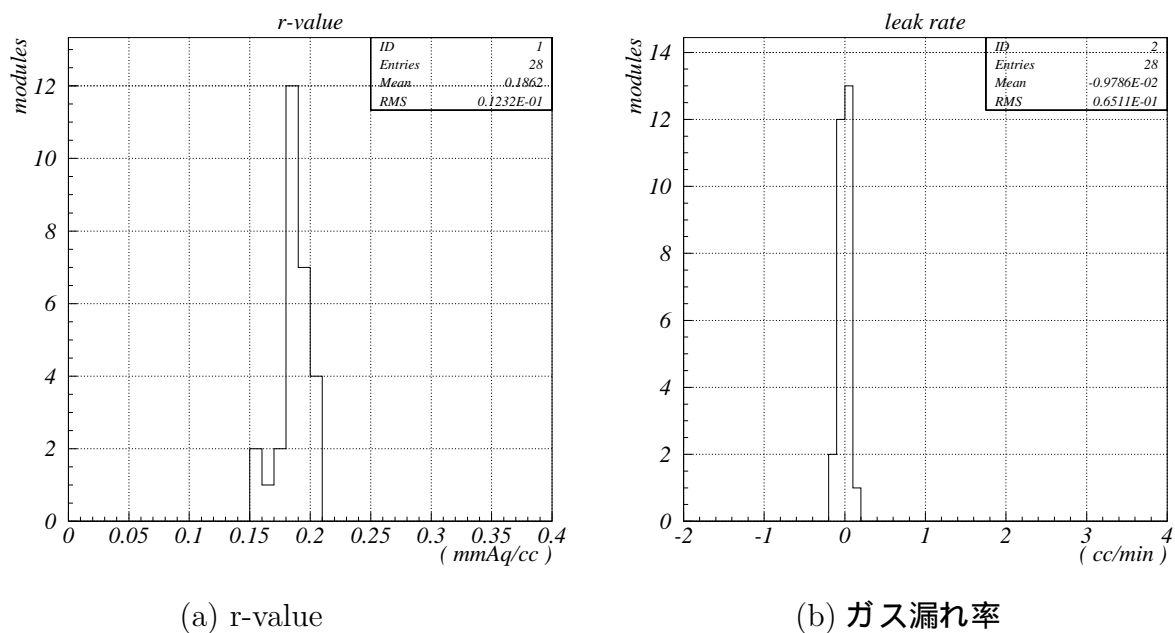 r-value
modules
ID 1
Entries 28
Mean 0.1862
RMS 0.1232E-01
12
10
8
6
4
2
0
0 0.05 0.1 0.15 0.2 0.25 0.3 0.35 0.4
( mmAq/cc )
(a) r-value
leak rate
modules
ID 2
Entries 28
Mean -0.9786E-02
RMS 0.6511E-01
14
12
10
8
6
4
2
0
-2 -1 0 1 2 3 4
( cc/min )
(b) ガス漏れ率